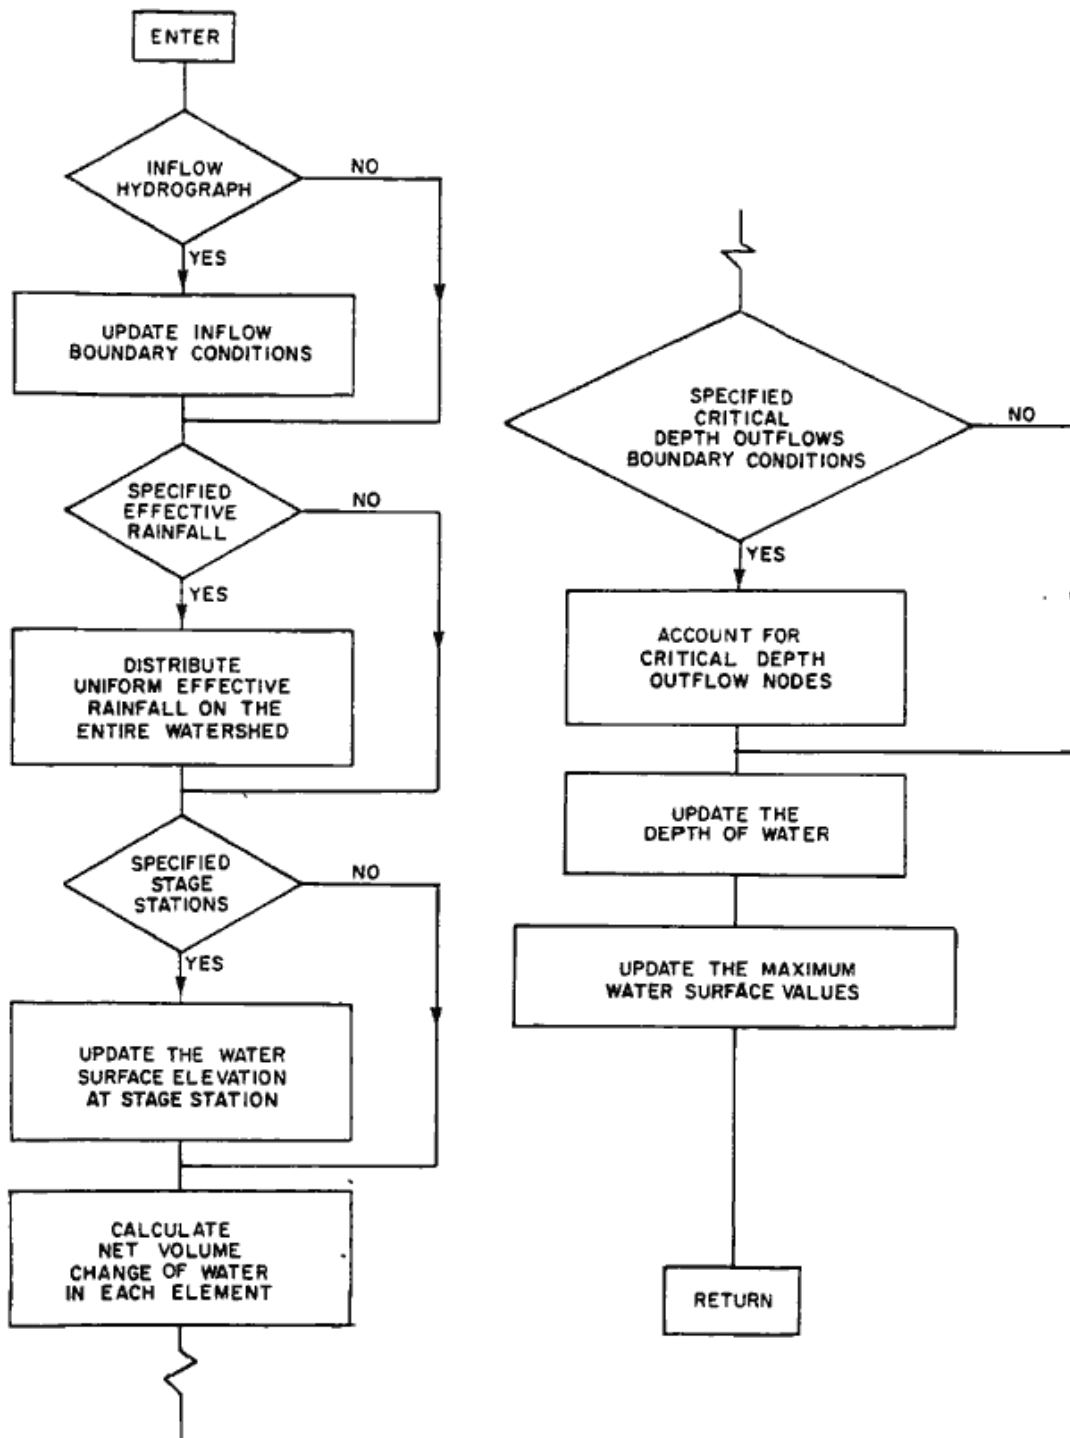 ENTER
INFLOW
HYDROGRAPH
NO
YES
UPDATE INFLOW
BOUNDARY CONDITIONS
SPECIFIED
EFFECTIVE
RAINFALL
NO
YES
DISTRIBUTE
UNIFORM EFFECTIVE
RAINFALL ON THE
ENTIRE WATERSHED
SPECIFIED
STAGE
STATIONS
NO
YES
UPDATE THE WATER
SURFACE ELEVATION
AT STAGE STATION
CALCULATE
NET VOLUME
CHANGE OF WATER
IN EACH ELEMENT
SPECIFIED
CRITICAL
DEPTH OUTFLOWS
BOUNDARY CONDITIONS
NO
YES
ACCOUNT FOR
CRITICAL DEPTH
OUTFLOW NODES
UPDATE THE
DEPTH OF WATER
UPDATE THE MAXIMUM
WATER SURFACE VALUES
RETURN